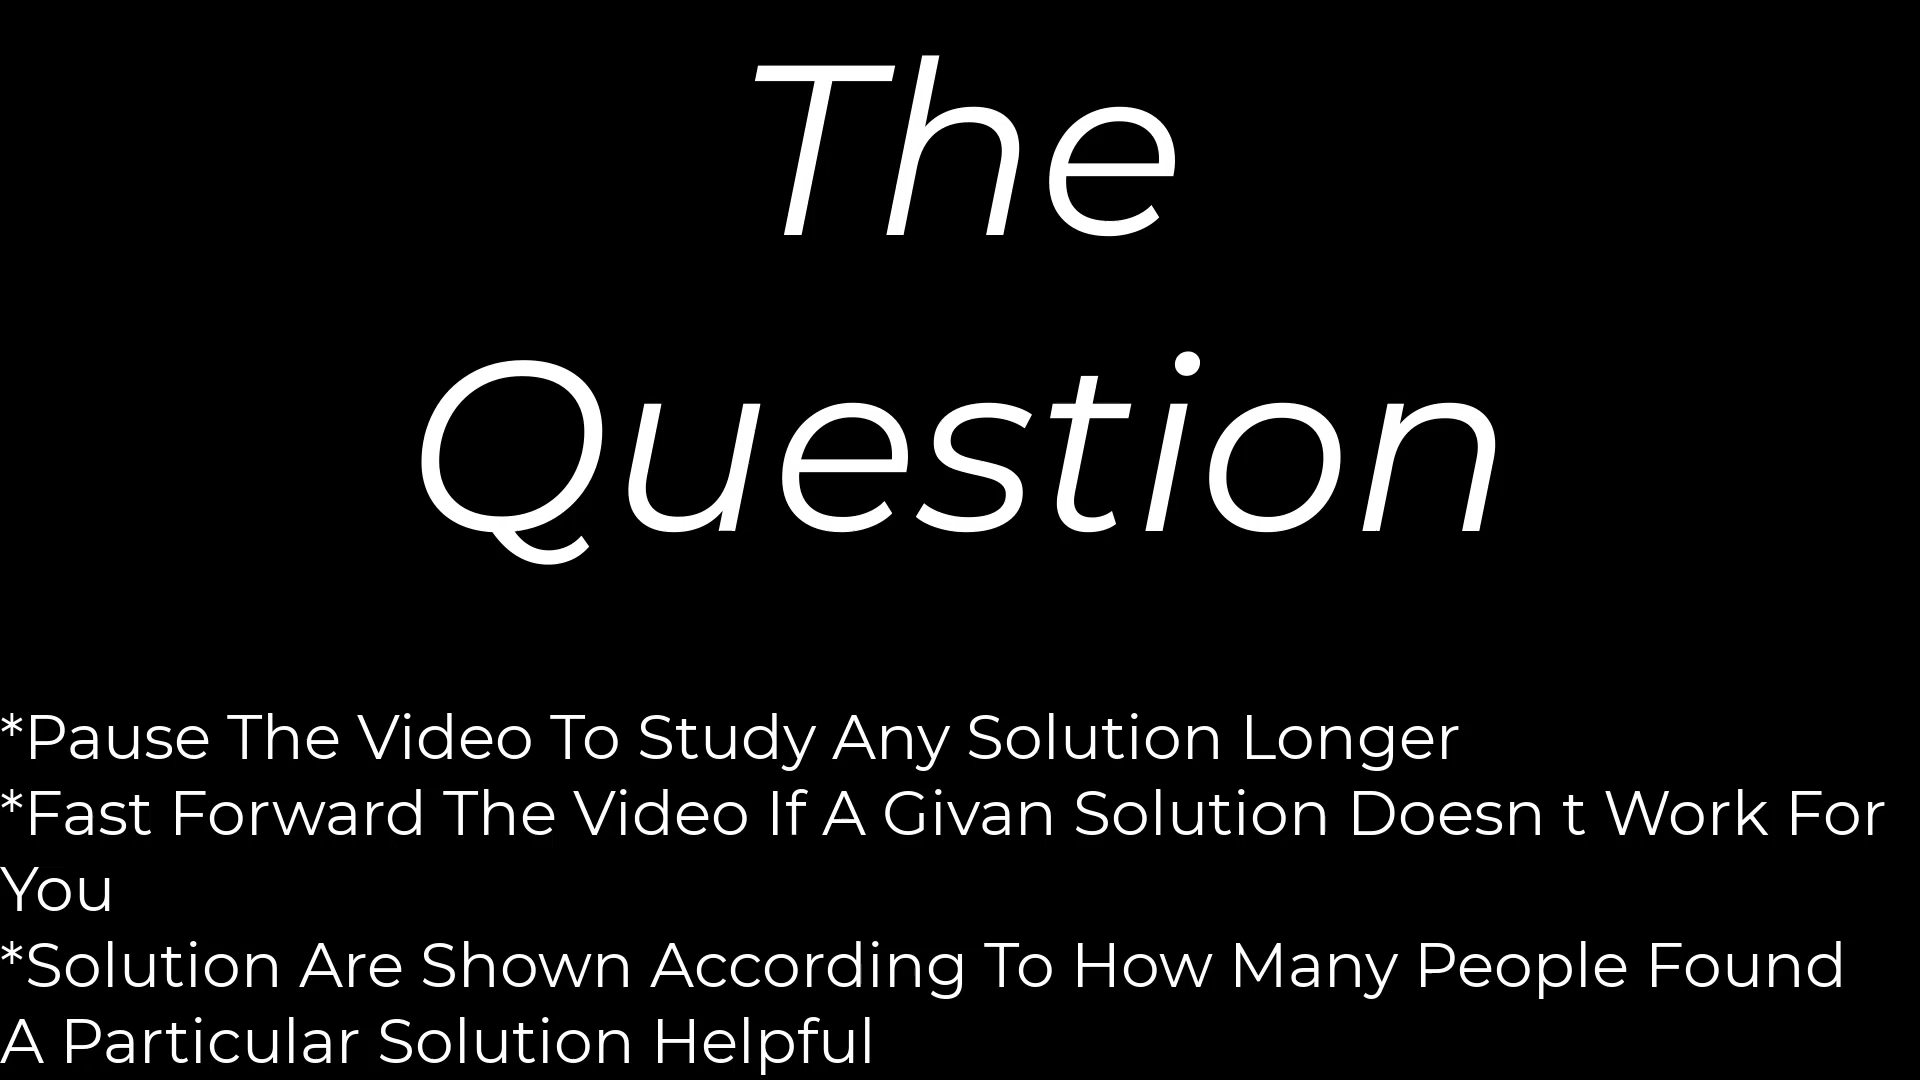 The
Question
*Pause The Video To Study Any Solution Longer
*Fast Forward The Video If A Givan Solution Doesn t Work For
You
*Solution Are Shown According To How Many People Found
A Particular Solution Helpful